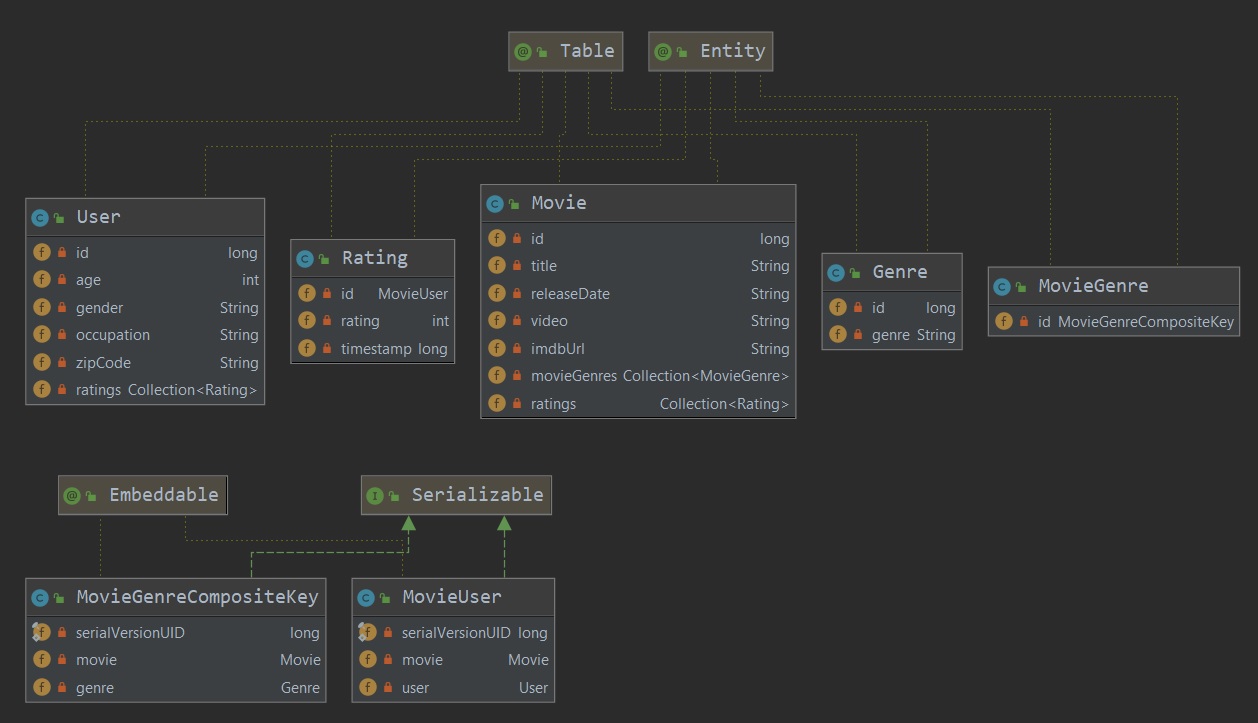 Table
Entity
User
id long
age int
gender String
occupation String
zipCode String
ratings Collection<Rating>
Rating
id MovieUser
rating int
timestamp long
Movie
id long
title String
releaseDate String
video String
imdbUrl String
movieGenres Collection<MovieGenre>
ratings Collection<Rating>
Genre
id long
genre String
MovieGenre
id MovieGenreCompositeKey
Embeddable
Serializable
MovieGenreCompositeKey
serialVersionUID long
movie Movie
genre Genre
MovieUser
serialVersionUID long
movie Movie
user User